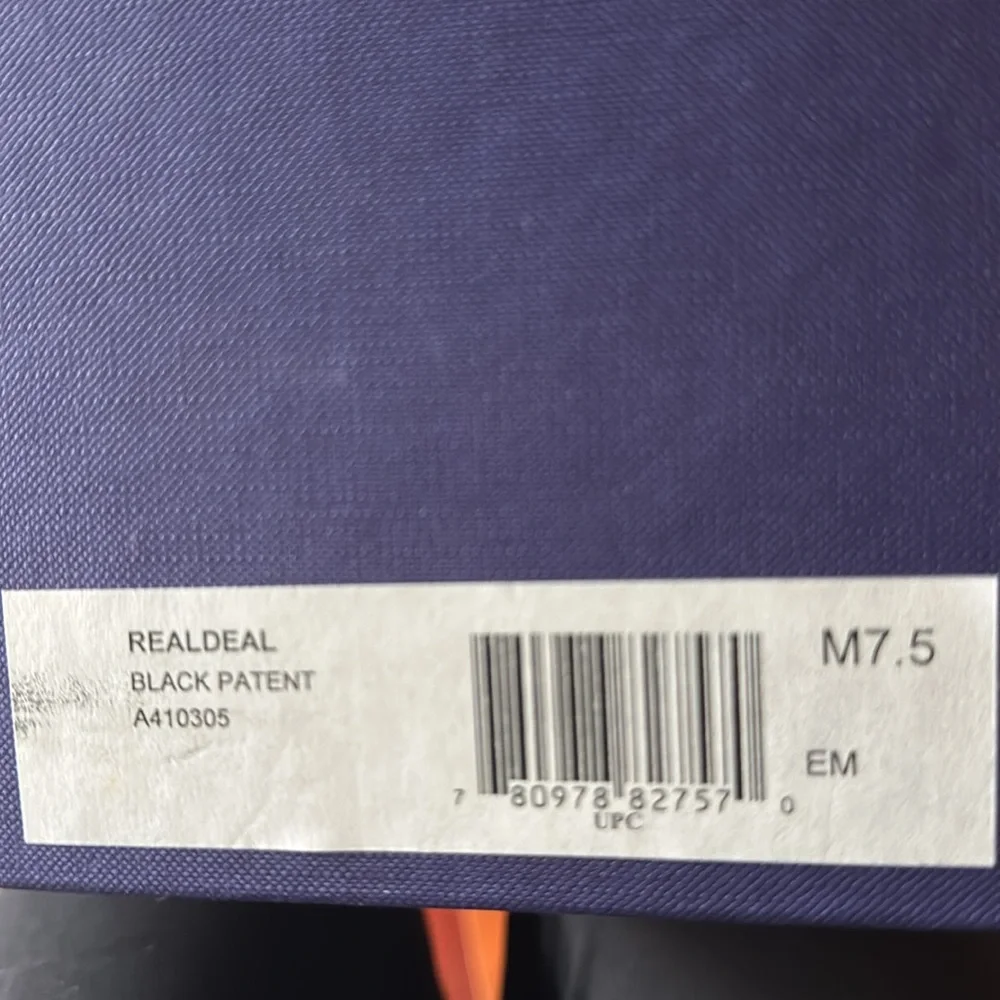 REALDEAL
BLACK PATENT
A410305
M7.5
EM
7 80978 82757 0
UPC